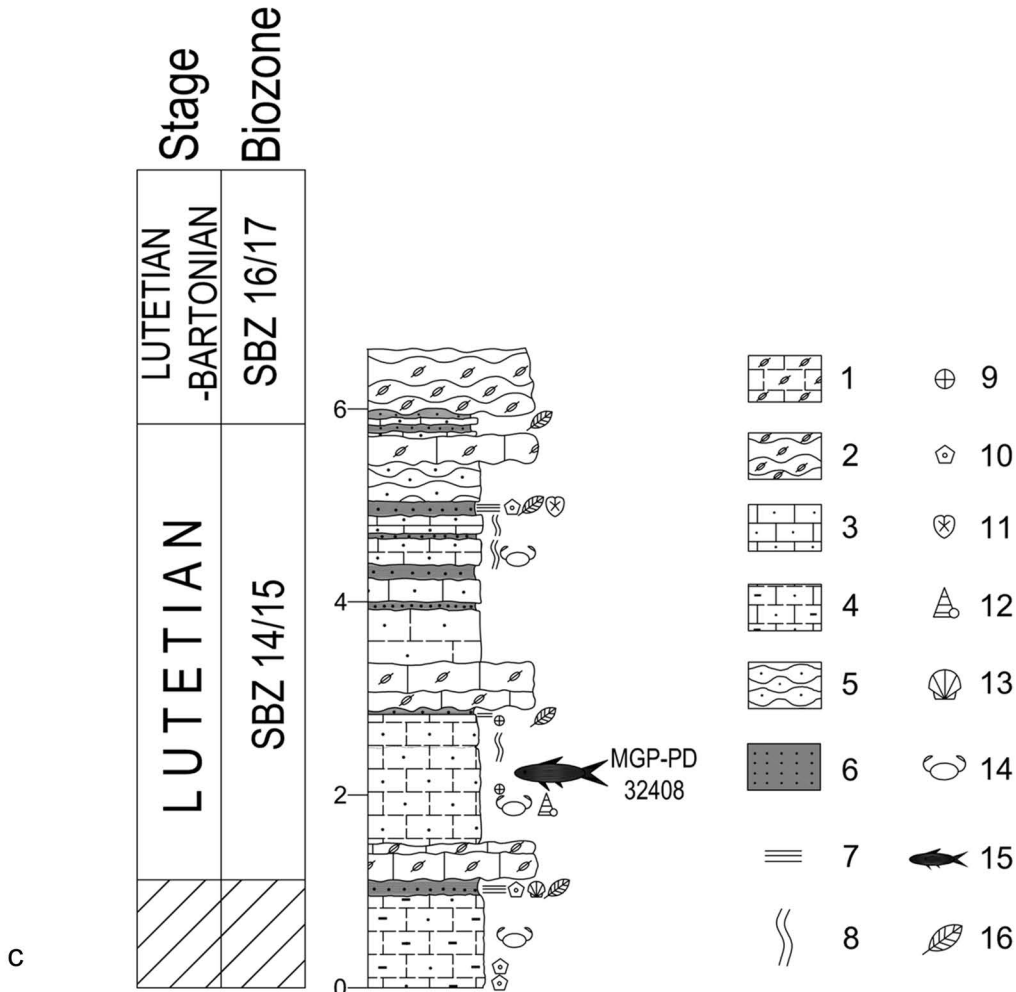 Stage
Biozone
LUTETIAN
-BARTONIAN
SBZ 16/17
LUTETIAN
SBZ 14/15
6
4
2
0
MGP-PD
32408
1
2
3
4
5
6
7
8
9
10
11
12
13
14
15
16
c